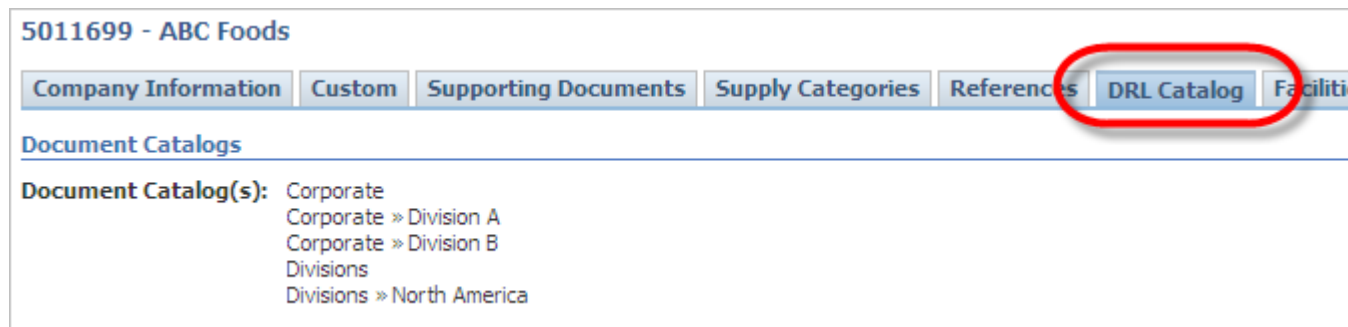 5011699 - ABC Foods
Company Information Custom Supporting Documents Supply Categories References DRL Catalog Faciliti
Document Catalogs
Document Catalog(s): Corporate
Corporate » Division A
Corporate » Division B
Divisions
Divisions » North America